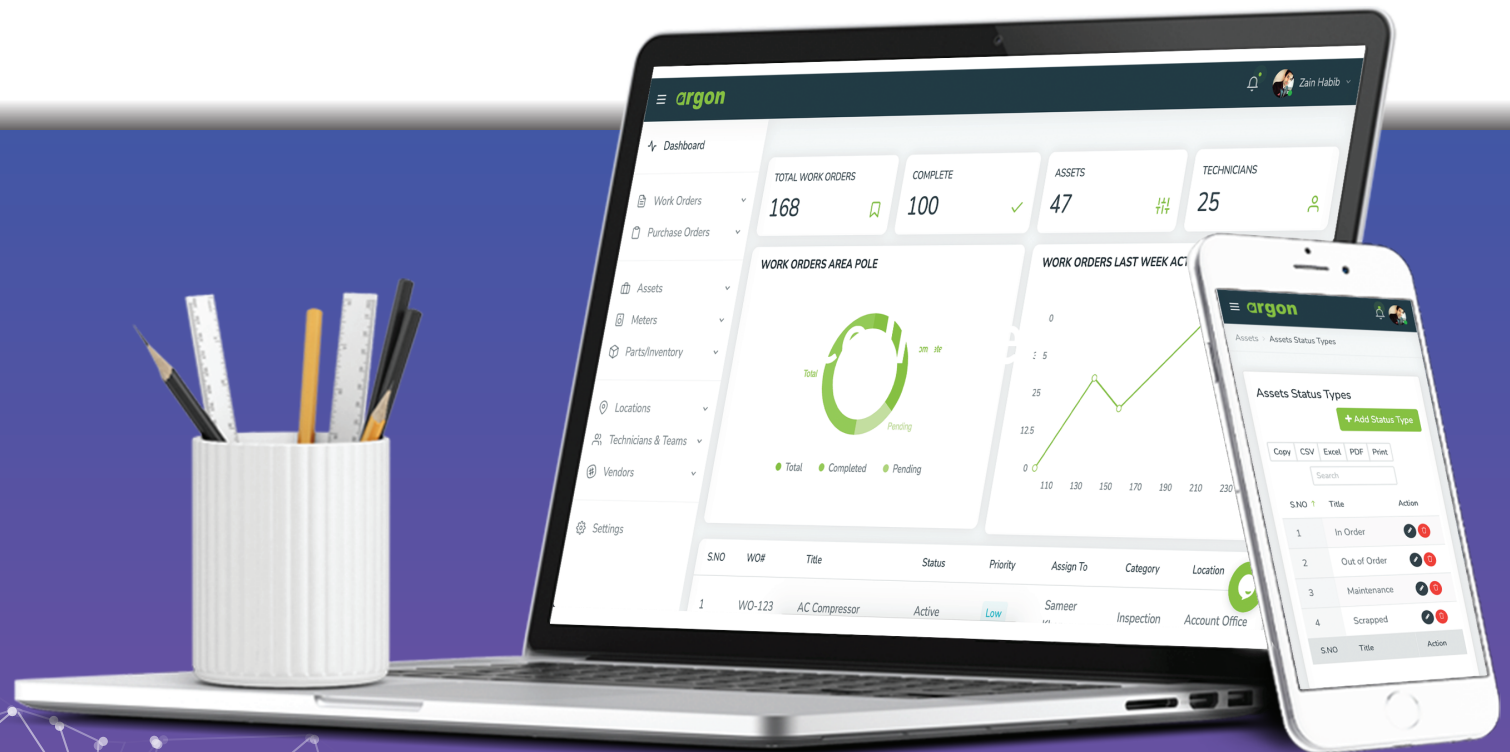 argon
Zain Habib
Dashboard
Work Orders
Purchase Orders
Assets
Meters
Parts/Inventory
Locations
Technicians & Teams
Vendors
Settings
TOTAL WORK ORDERS
168
COMPLETE
100
ASSETS
47
TECHNICIANS
25
WORK ORDERS AREA POLE
Total
Pending
Total Completed Pending
WORK ORDERS LAST WEEK ACT
0
5
25
12.5
0
110 130 150 170 190 210 230
S.NO WO# Title Status Priority Assign To Category Location
1 WO-123 AC Compressor Active Low Sameer Inspection Account Office
argon
Assets > Assets Status Types
Assets Status Types
+ Add Status Type
Copy CSV Excel PDF Print
Search
S.NO ↑ Title Action
1 In Order
2 Out of Order
3 Maintenance
4 Scrapped
S.NO Title Action